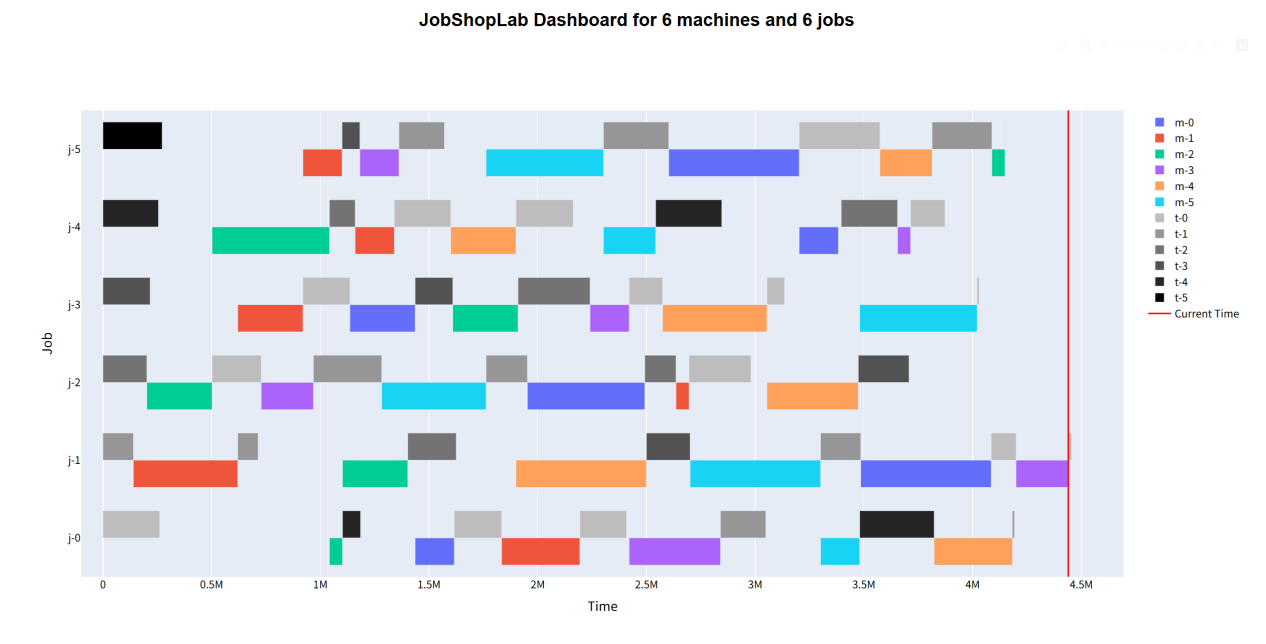 JobShopLab Dashboard for 6 machines and 6 jobs
j-5
j-4
j-3
j-2
j-1
j-0
Job
0 0.5M 1M 1.5M 2M 2.5M 3M 3.5M 4M 4.5M
Time
m-0
m-1
m-2
m-3
m-4
m-5
t-0
t-1
t-2
t-3
t-4
t-5
Current Time